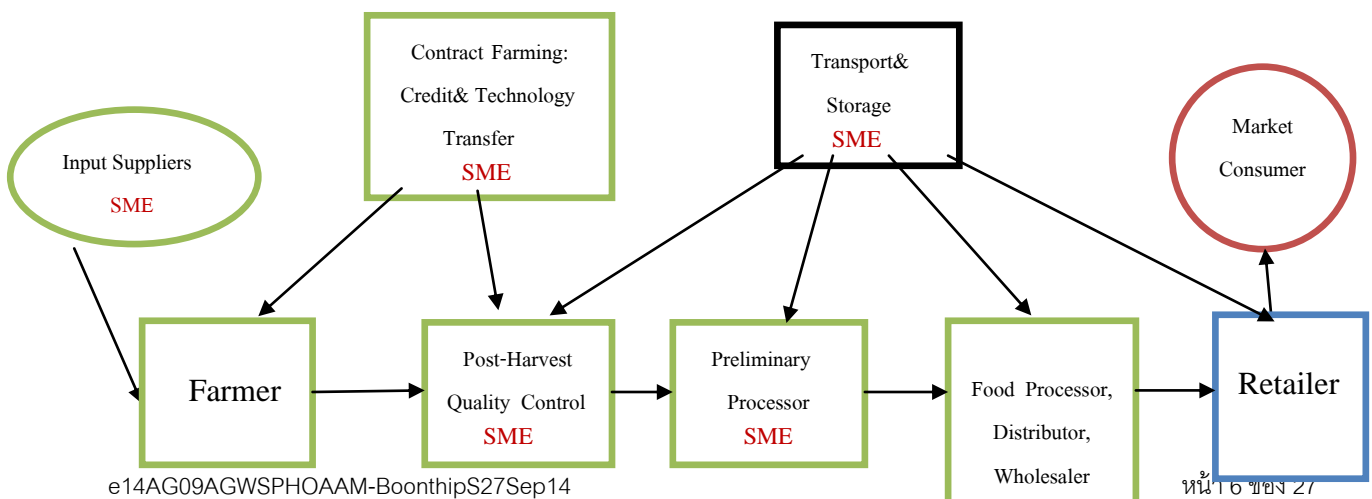 Contract Farming:
Credit& Technology
Transfer
SME
Transport&
Storage
SME
Market
Consumer
Input Suppliers
SME
Farmer
Post-Harvest
Quality Control
SME
Preliminary
Processor
SME
Food Processor,
Distributor,
Wholesaler
Retailer
e14AG09AGWSPHOAAM-BoonthipS27Sep14
หน้า 6 ของ 27